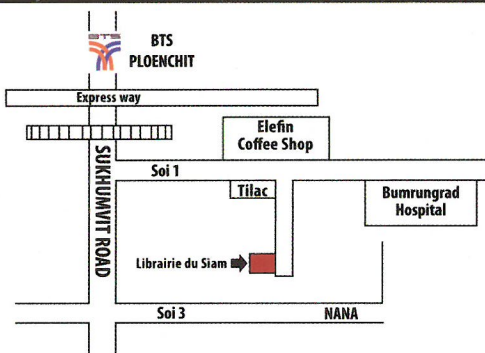 BTS
BTS
PLOENCHIT
Express way
Elefin
Coffee Shop
SUKHUMVIT ROAD
Soi 1
Tilac
Bumrungrad
Hospital
Librairie du Siam
Soi 3
NANA